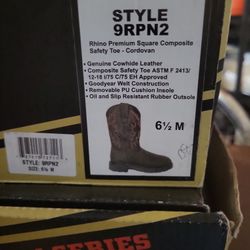 STYLE
9RPN2
Rhino Premium Square Composite
Safety Toe - Cordovan
• Genuine Cowhide Leather
• Composite Safety Toe ASTM F 2413/
12-18 I/75 C/75 EH Approved
• Goodyear Welt Construction
• Removable PU Cushion Insole
• Oil and Slip Resistant Rubber Outsole
6½ M
STYLE: 9RPN2
SIZE: 6½ M
SERIES